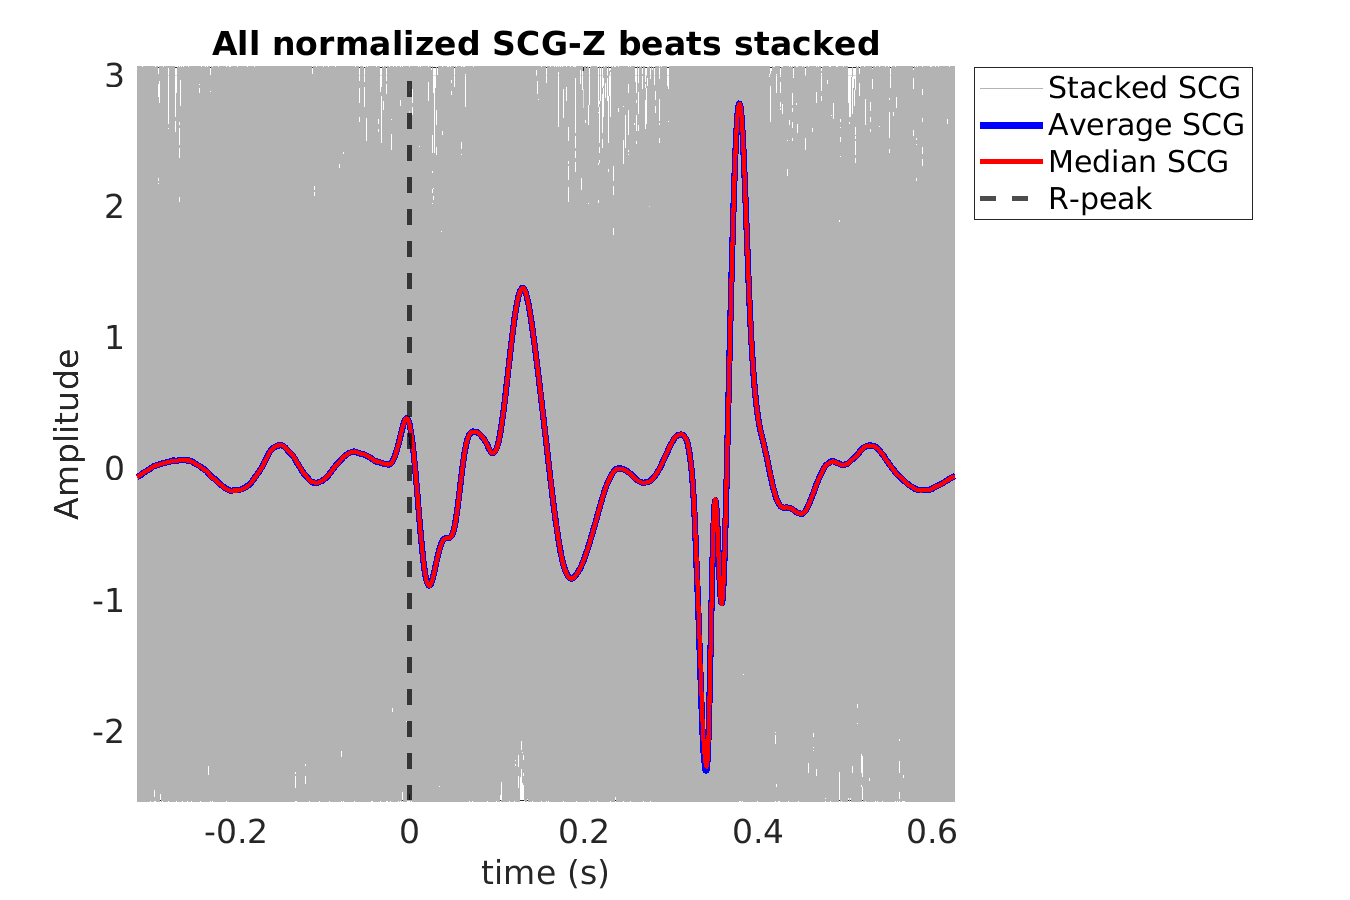 All normalized SCG-Z beats stacked
Stacked SCG
Average SCG
Median SCG
R-peak
3
2
1
0
-1
-2
Amplitude
-0.2 0 0.2 0.4 0.6
time (s)